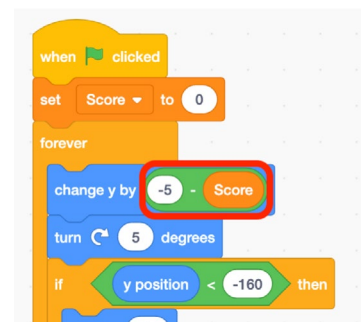 when clicked
set Score to 0
forever
change y by -5 - Score
turn 5 degrees
if y position < -160 then